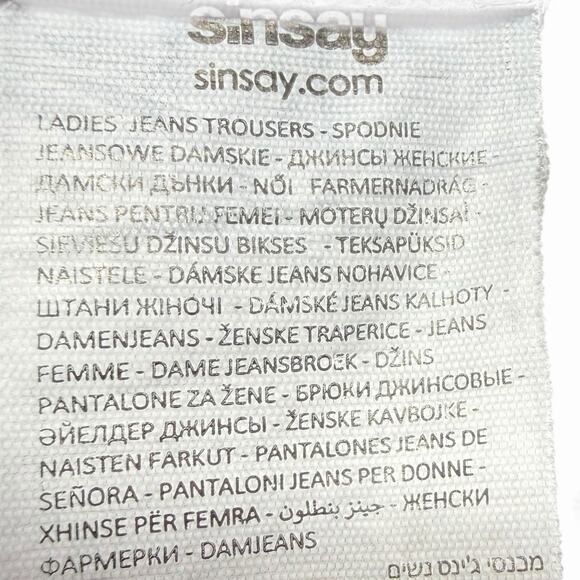 sinsay
sinsay.com
LADIES' JEANS TROUSERS - SPODNIE
JEANSOWE DAMSKIE - ДЖИНСЫ ЖЕНСКИЕ -
ДАМСКИ ДЪНКИ - NŐI FARMERNADRÁG -
JEANS PENTRU FEMEI - MOTERŲ DŽINSAI -
SIEVIEŠU DŽINSU BIKSES - TEKSAPÜKSID
NAISTELE - DÁMSKE JEANS NOHAVICE -
ШТАНИ ЖІНОЧІ - DÁMSKÉ JEANS KALHOTY -
DAMENJEANS - ŽENSKE TRAPERICE - JEANS
FEMME - DAME JEANSBROEK - DŽINS
PANTALONE ZA ŽENE - БРЮКИ ДЖИНСОВЫЕ -
ӘЙЕЛДЕР ДЖИНСЫ - ŽENSKE KAVBOJKE -
NAISTEN FARKUT - PANTALONES JEANS DE
SEÑORA - PANTALONI JEANS PER DONNE -
XHINSE PËR FEMRA - جينز بنطلون - ЖЕНСКИ
ФАРМЕРКИ - DAMJEANS
מכנסי ג'ינס נשים